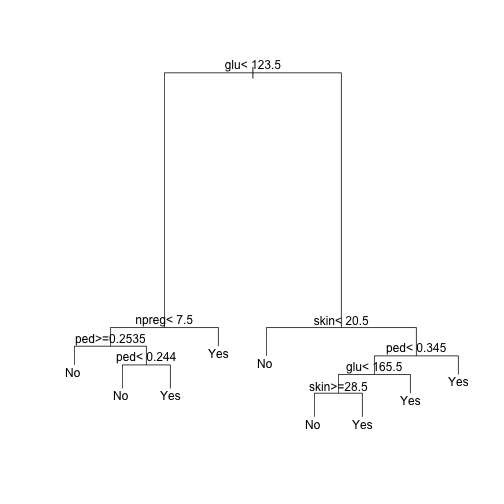 glu< 123.5
npreg< 7.5
skin< 20.5
ped>=0.2535
ped< 0.345
ped< 0.244
Yes
No
No
glu< 165.5
Yes
skin>=28.5
No
Yes
Yes
No
Yes